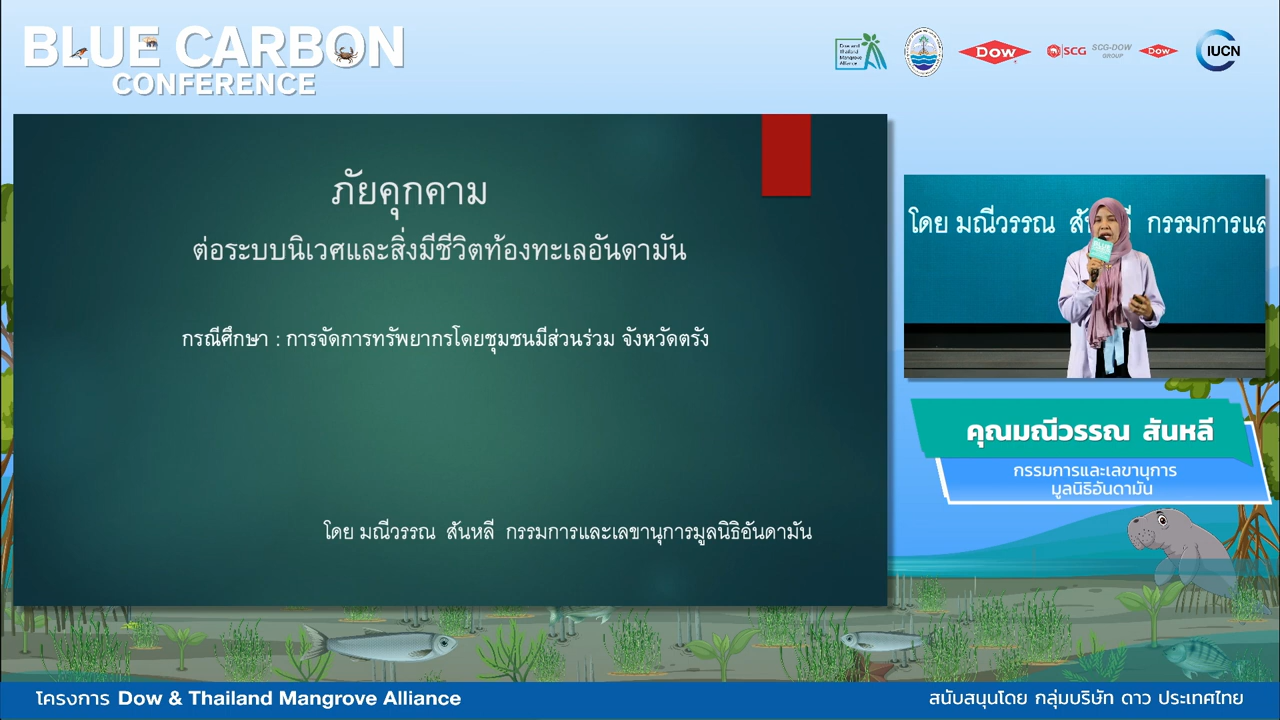 BLUE CARBON
CONFERENCE
Dow and
Thailand
Mangrove
Alliance
Dow
SCG
SCG-DOW
GROUP
Dow
IUCN
ภัยคุกคาม
ต่อระบบนิเวศและสิ่งมีชีวิตท้องทะเลอันดามัน
กรณีศึกษา : การจัดการทรัพยากรโดยชุมชนมีส่วนร่วม จังหวัดตรัง
โดย มณีวรรณ สันหลี กรรมการและเลขานุการมูลนิธิอันดามัน
โดย มณีวรรณ สัน กรรมการและ
BLUE
คุณมณีวรรณ สันหลี
กรรมการและเลขานุการ
มูลนิธิอันดามัน
โครงการ Dow & Thailand Mangrove Alliance
สนับสนุนโดย กลุ่มบริษัท ดาว ประเทศไทย